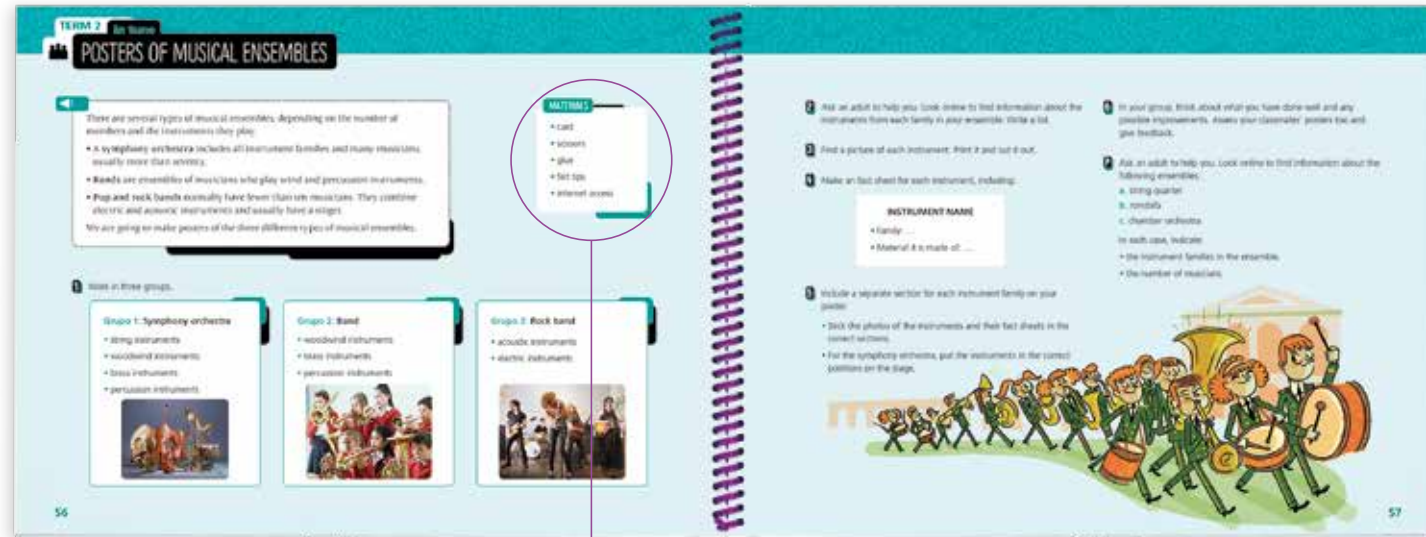 TERM 2
POSTERS OF MUSICAL ENSEMBLES
There are several types of musical ensembles, depending on the number of
members and the instruments they play.
• A symphony orchestra includes all instrument families and many musicians,
usually more than seventy.
• Bands are ensembles of musicians who play wind and percussion instruments.
• Pop and rock bands normally have fewer than ten musicians. They combine
electric and acoustic instruments and usually have a singer.
We are going to make posters of the three different types of musical ensembles.
MATERIALS
• card
• scissors
• glue
• felt tips
• internet access
1 Work in three groups.
Grupo 1: Symphony orchestra
• string instruments
• woodwind instruments
• brass instruments
• percussion instruments
Grupo 2: Band
• woodwind instruments
• brass instruments
• percussion instruments
Grupo 3: Rock band
• acoustic instruments
• electric instruments
56
2 Ask an adult to help you. Look online to find information about the
instruments from each family in your ensemble. Write a list.
3 Find a picture of each instrument. Print it and cut it out.
Make an fact sheet for each instrument, including:
INSTRUMENT NAME
• Family: ...
• Material it is made of: ...
Include a separate section for each instrument family on your
poster.
• Stick the photos of the instruments and their fact sheets in the
correct sections.
• For the symphony orchestra, put the instruments in the correct
positions on the stage.
In your group, think about what you have done well and any
possible improvements. Assess your classmates' posters too and
give feedback.
Ask an adult to help you. Look online to find information about the
following ensembles:
a. string quartet
b. rondalla
c. chamber orchestra
In each case, indicate:
• the instrument families in the ensemble.
• the number of musicians.
57